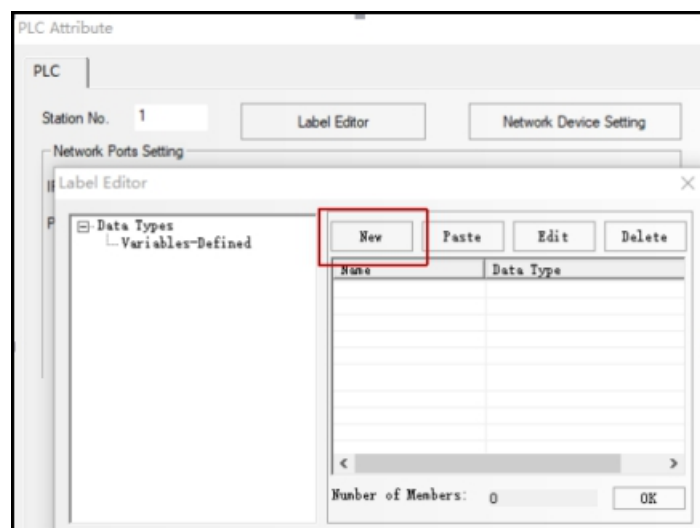 PLC Attribute
PLC
Station No. 1 Label Editor Network Device Setting
Network Ports Setting
Label Editor
P
Data Types
Variables-Defined
New Paste Edit Delete
Name Data Type
Number of Members: 0 OK